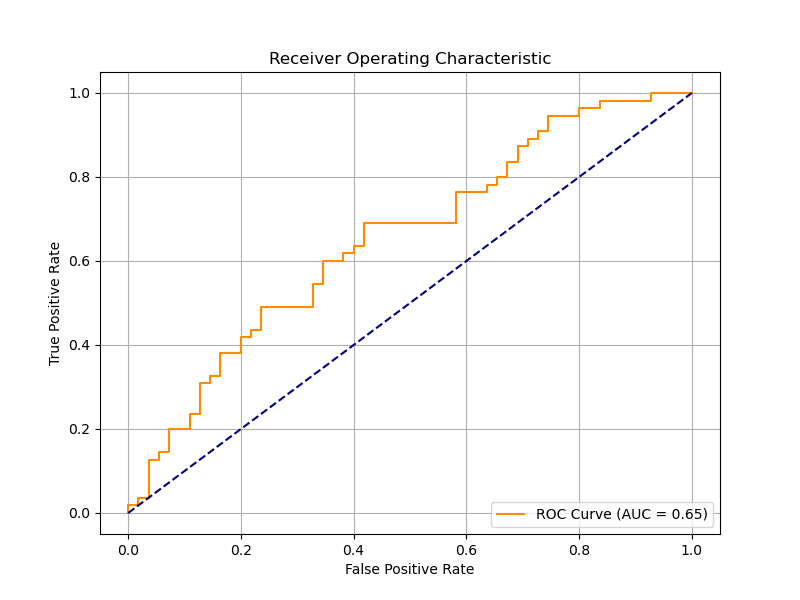 Receiver Operating Characteristic
True Positive Rate
1.0
0.8
0.6
0.4
0.2
0.0
ROC Curve (AUC = 0.65)
0.0 0.2 0.4 0.6 0.8 1.0
False Positive Rate